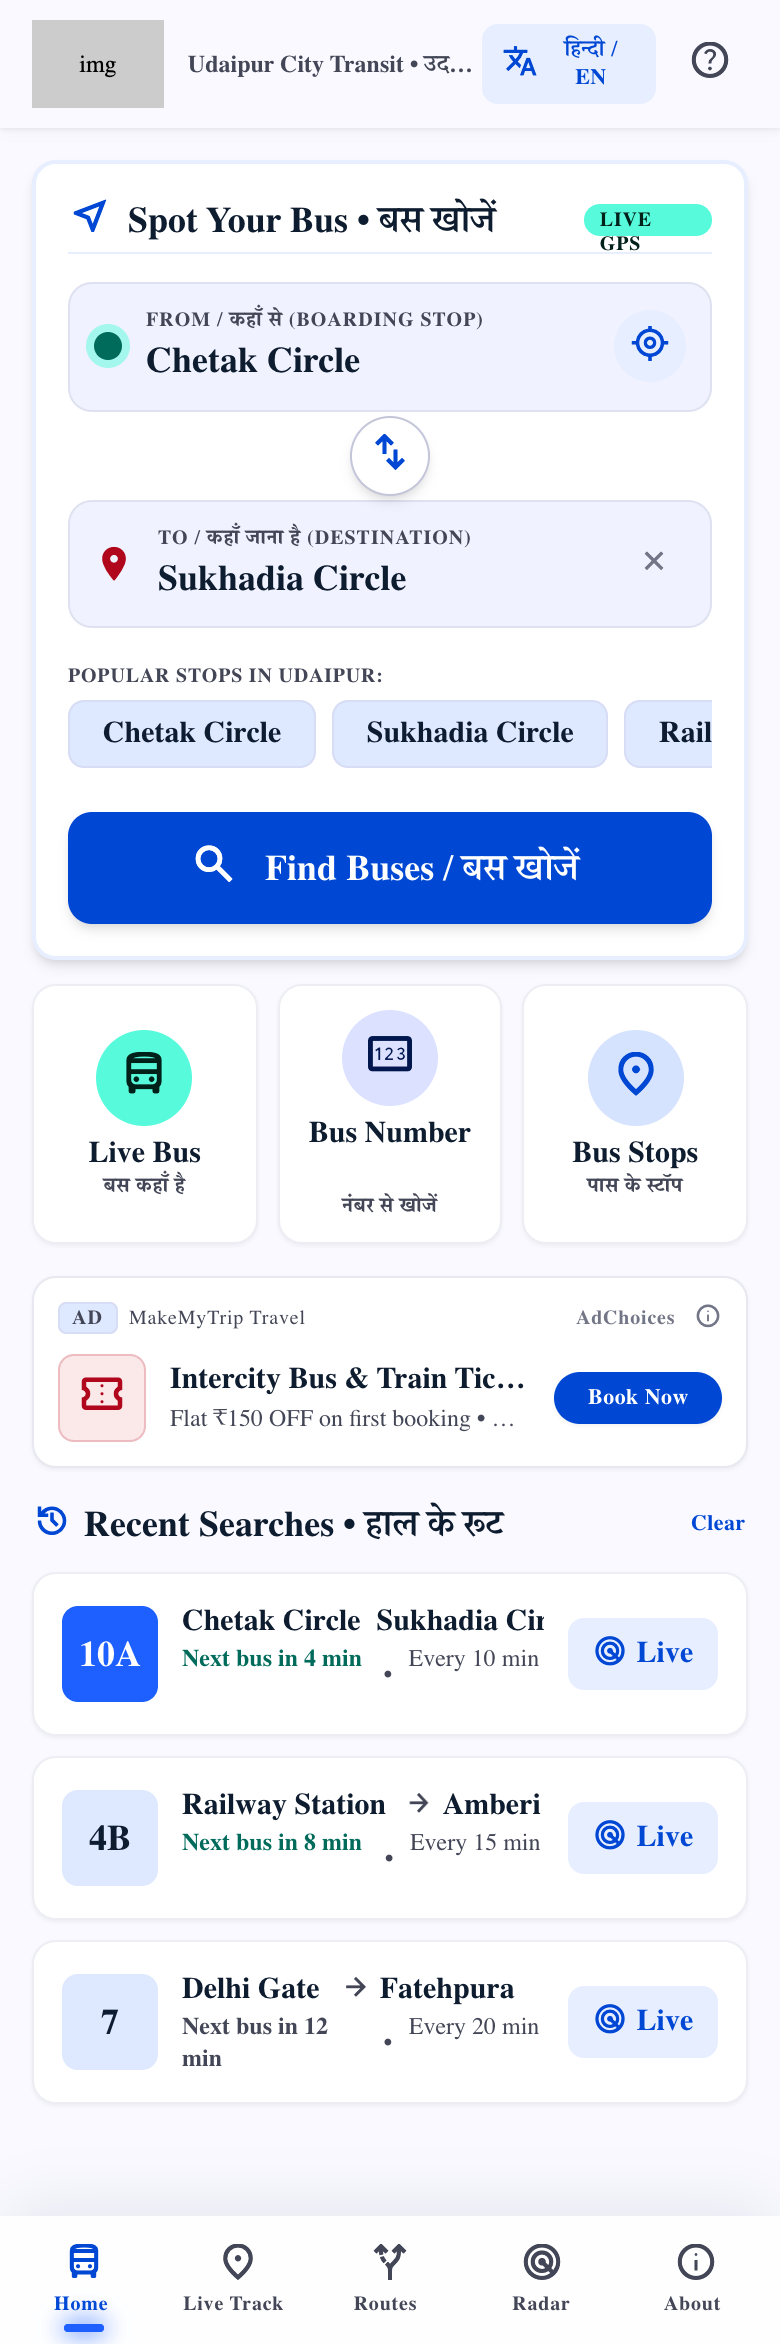 img
Udaipur City Transit • उद...
हिन्दी /
EN
Spot Your Bus • बस खोजें
LIVE
GPS
FROM / कहाँ से (BOARDING STOP)
Chetak Circle
TO / कहाँ जाना है (DESTINATION)
Sukhadia Circle
POPULAR STOPS IN UDAIPUR:
Chetak Circle
Sukhadia Circle
Rail
Find Buses / बस खोजें
Live Bus
बस कहाँ है
123
Bus Number
नंबर से खोजें
Bus Stops
पास के स्टॉप
AD MakeMyTrip Travel
AdChoices
Intercity Bus & Train Tic...
Flat ₹150 OFF on first booking • ...
Book Now
Recent Searches • हाल के रूट
Clear
10A
Chetak Circle Sukhadia Cir
Next bus in 4 min • Every 10 min
Live
4B
Railway Station → Amberi
Next bus in 8 min • Every 15 min
Live
7
Delhi Gate → Fatehpura
Next bus in 12
min
• Every 20 min
Live
Home
Live Track
Routes
Radar
About